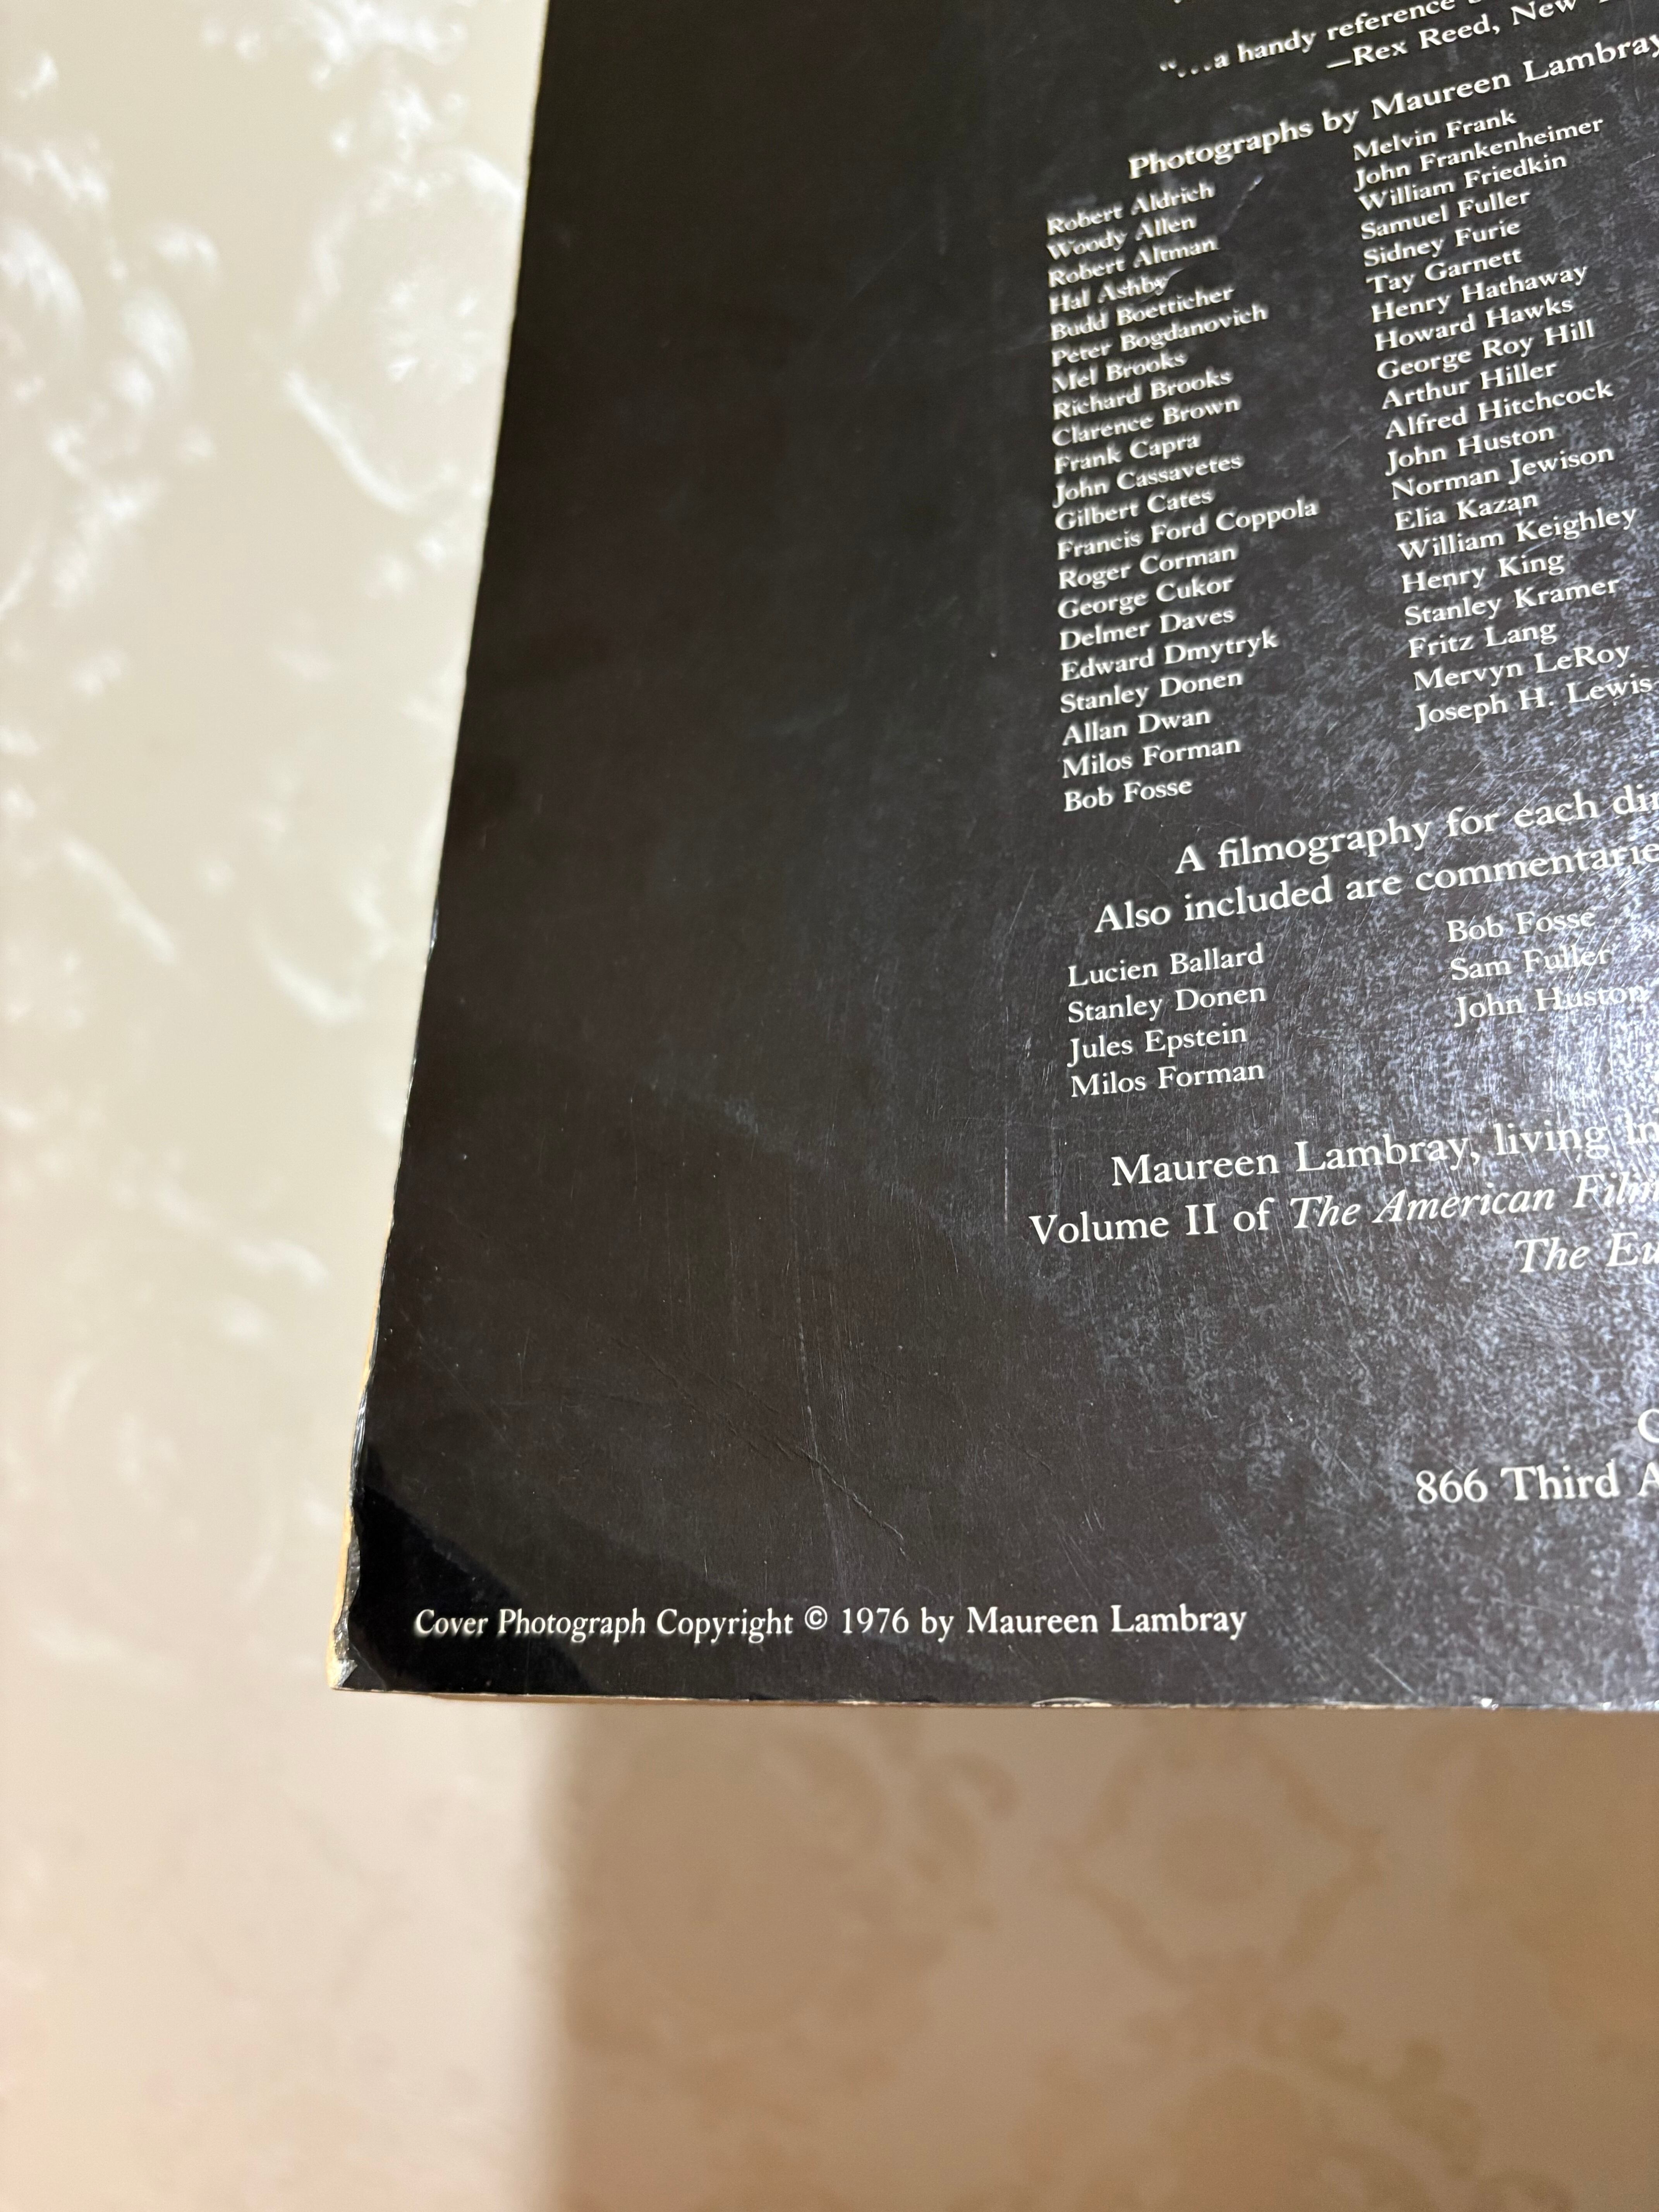 "...a handy reference
—Rex Reed, New
Photographs by Maureen Lambray
Robert Aldrich
Woody Allen
Robert Altman
Hal Ashby
Budd Boetticher
Peter Bogdanovich
Mel Brooks
Richard Brooks
Clarence Brown
Frank Capra
John Cassavetes
Gilbert Cates
Francis Ford Coppola
Roger Corman
George Cukor
Delmer Daves
Edward Dmytryk
Stanley Donen
Allan Dwan
Milos Forman
Bob Fosse
Melvin Frank
John Frankenheimer
William Friedkin
Samuel Fuller
Sidney Furie
Tay Garnett
Henry Hathaway
Howard Hawks
George Roy Hill
Arthur Hiller
Alfred Hitchcock
John Huston
Norman Jewison
Elia Kazan
William Keighley
Henry King
Stanley Kramer
Fritz Lang
Mervyn LeRoy
Joseph H. Lewis
A filmography for each
Also included are
Lucien Ballard
Stanley Donen
Jules Epstein
Milos Forman
Bob Fosse
Sam Fuller
John Huston
Maureen Lambray, living
Volume II of The American
The
866 Third
Cover Photograph Copyright © 1976 by Maureen Lambray